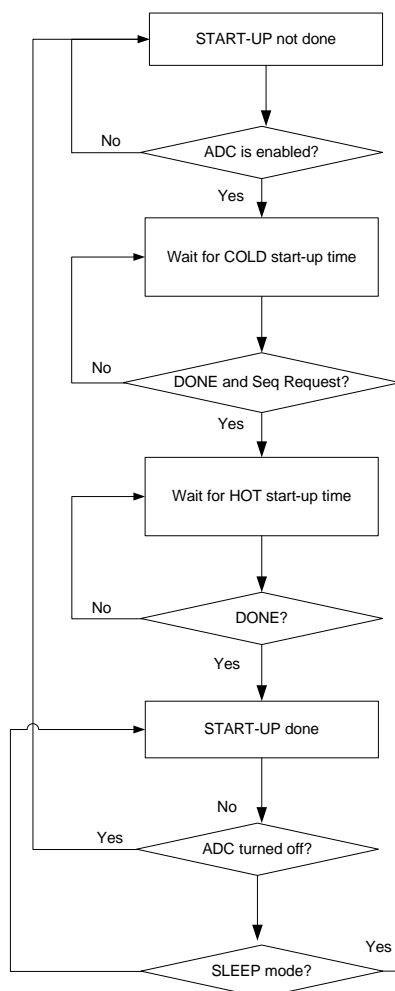 START-UP not done
No
ADC is enabled?
Yes
Wait for COLD start-up time
No
DONE and Seq Request?
Yes
Wait for HOT start-up time
No
DONE?
Yes
START-UP done
No
Yes
ADC turned off?
Yes
SLEEP mode?